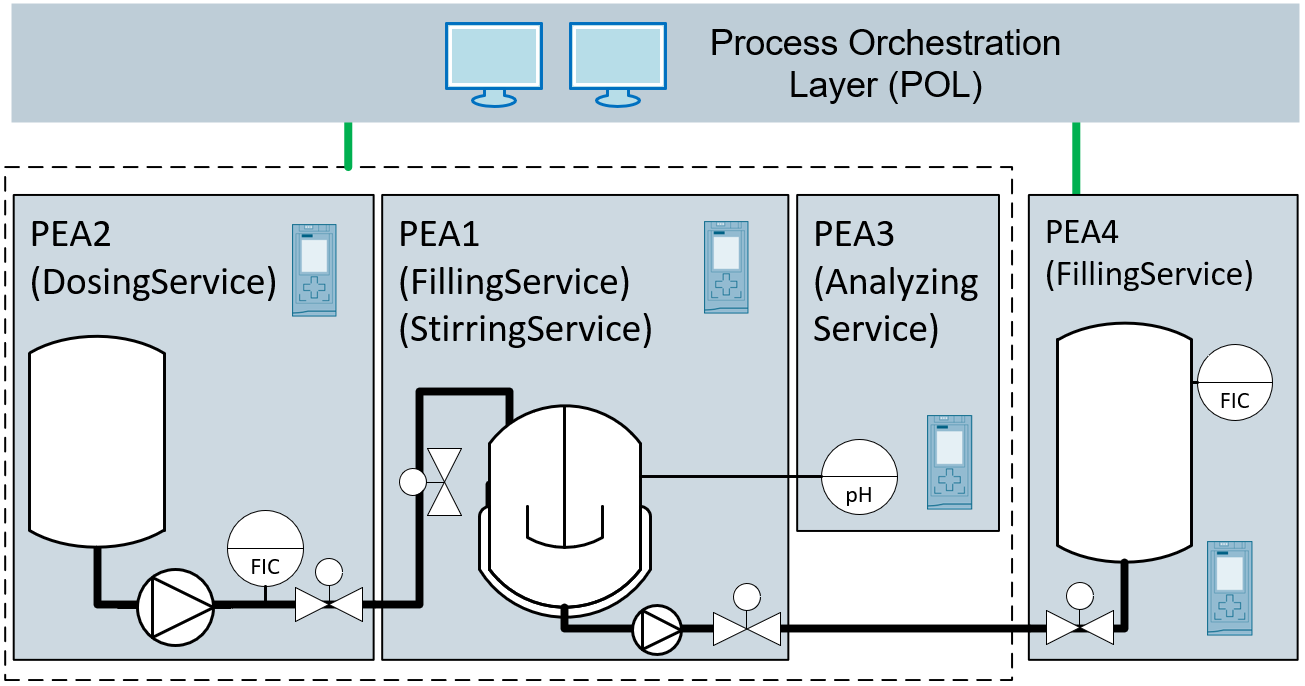 Process Orchestration
Layer (POL)
PEA2
(DosingService)
PEA1
(FillingService)
(StirringService)
PEA3
(Analyzing
Service)
PEA4
(FillingService)
FIC
pH
FIC